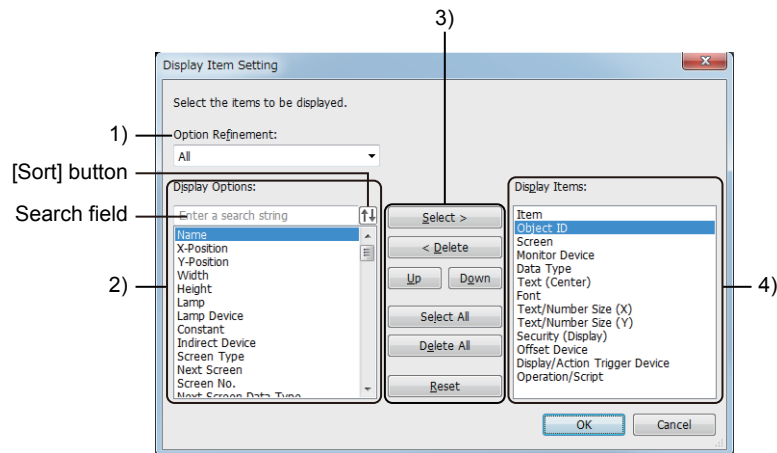 3)
Display Item Setting
Select the items to be displayed.
1)
Option Refinement:
All
[Sort] button
Display Options:
Search field
Enter a search string
2)
Name
X-Position
Y-Position
Width
Height
Lamp
Lamp Device
Constant
Indirect Device
Screen Type
Next Screen
Screen No.
Next Screen Data Type
Select >
< Delete
Up Down
Select All
Delete All
Reset
Display Items:
Item
Object ID
Screen
Monitor Device
Data Type
Text (Center)
Font
Text/Number Size (X)
Text/Number Size (Y)
Security (Display)
Offset Device
Display/Action Trigger Device
Operation/Script
4)
OK Cancel